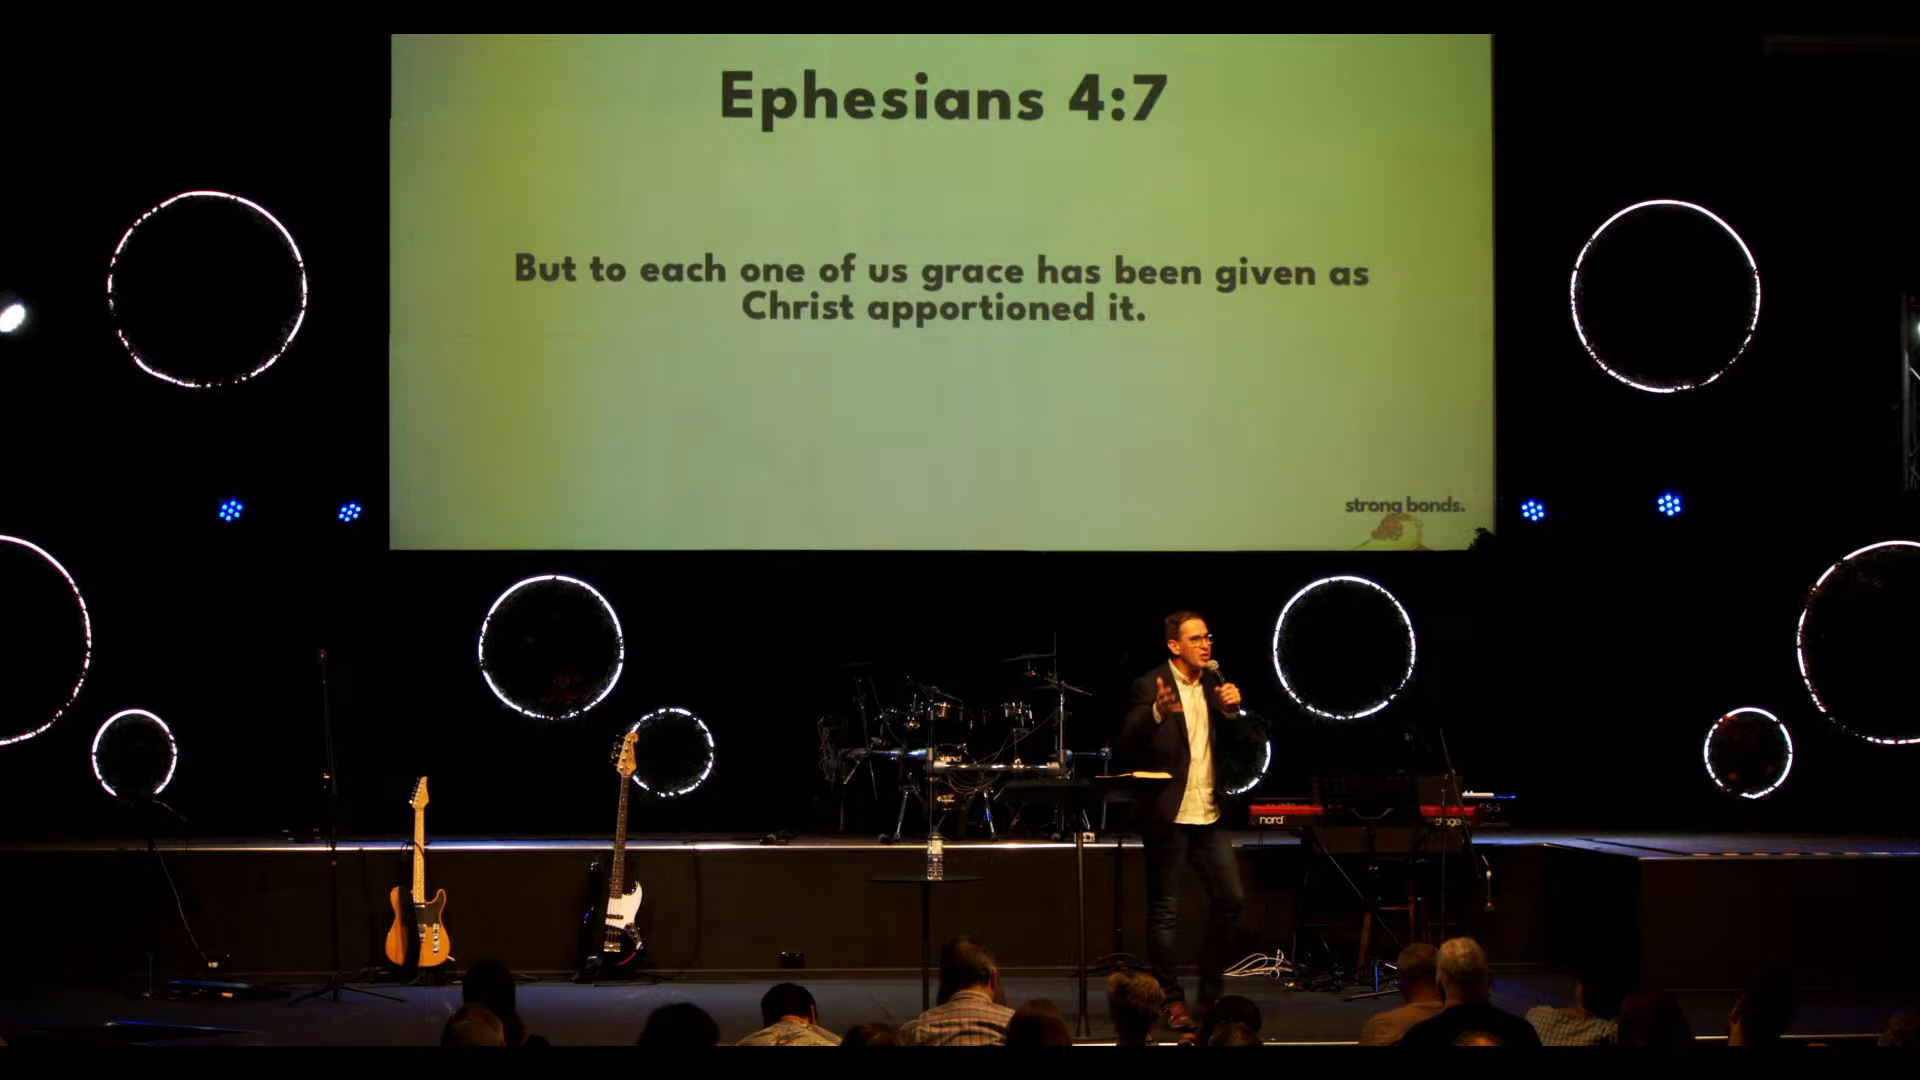 Ephesians 4:7
But to each one of us grace has been given as
Christ apportioned it.
strong bonds.
nord
stage